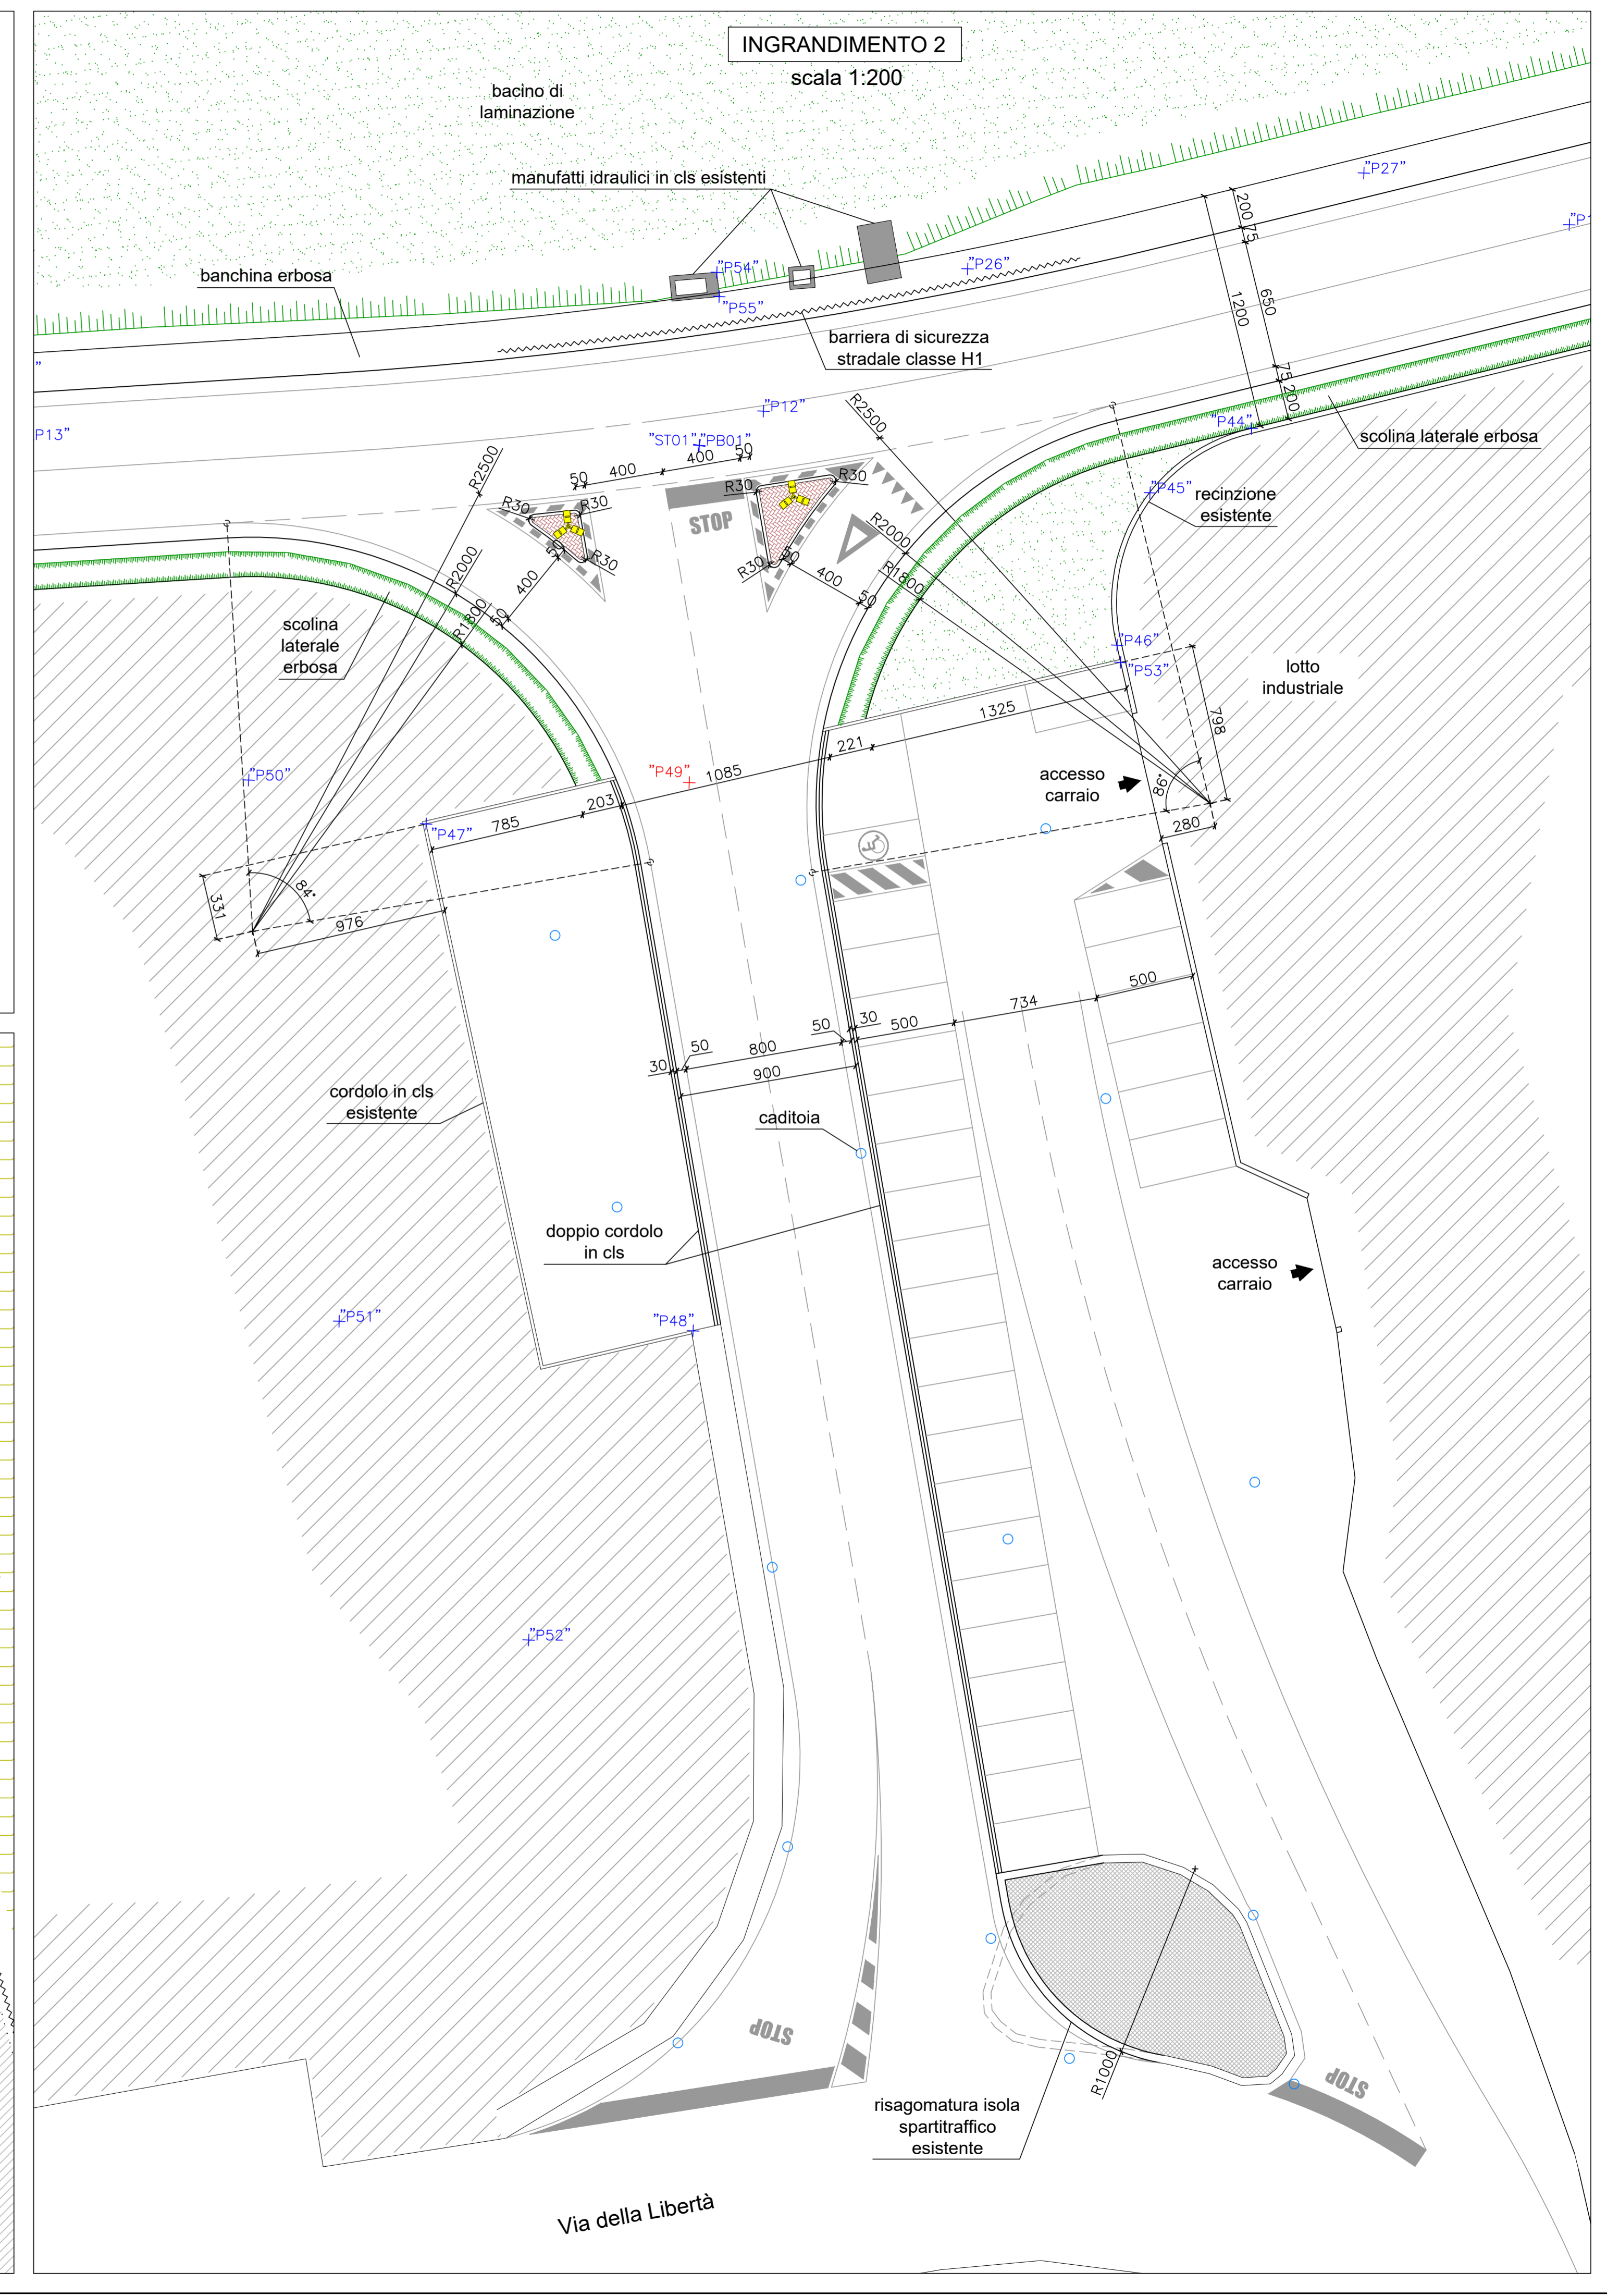 INGRANDIMENTO 2
scala 1:200
bacino di
laminazione
manufatti idraulici in cls esistenti
"P27"
200
75
"P1
"P54"
"P26"
banchina erbosa
"P55"
1200
650
barriera di sicurezza
stradale classe H1
"
75
200
R2500
"P12"
"P44"
P13"
"ST01"
"PB01"
scolina laterale erbosa
R2500
50
400
400
50
R30
R30
R30
R30
"P45"
recinzione
esistente
STOP
R2000
50
R30
R30
50
400
R2000
400
R1800
50
R1800
50
scolina
laterale
erbosa
"P46"
"P53"
lotto
industriale
1325
798
221
"P50"
"P49"
1085
accesso
carraio
86°
203
785
"P47"
280
84°
331
976
500
734
30
500
50
50
800
30
900
cordolo in cls
esistente
caditoia
doppio cordolo
in cls
accesso
carraio
"P51"
"P48"
"P52"
STOP
R1000
STOP
risagomatura isola
spartitraffico
esistente
Via della Libertà